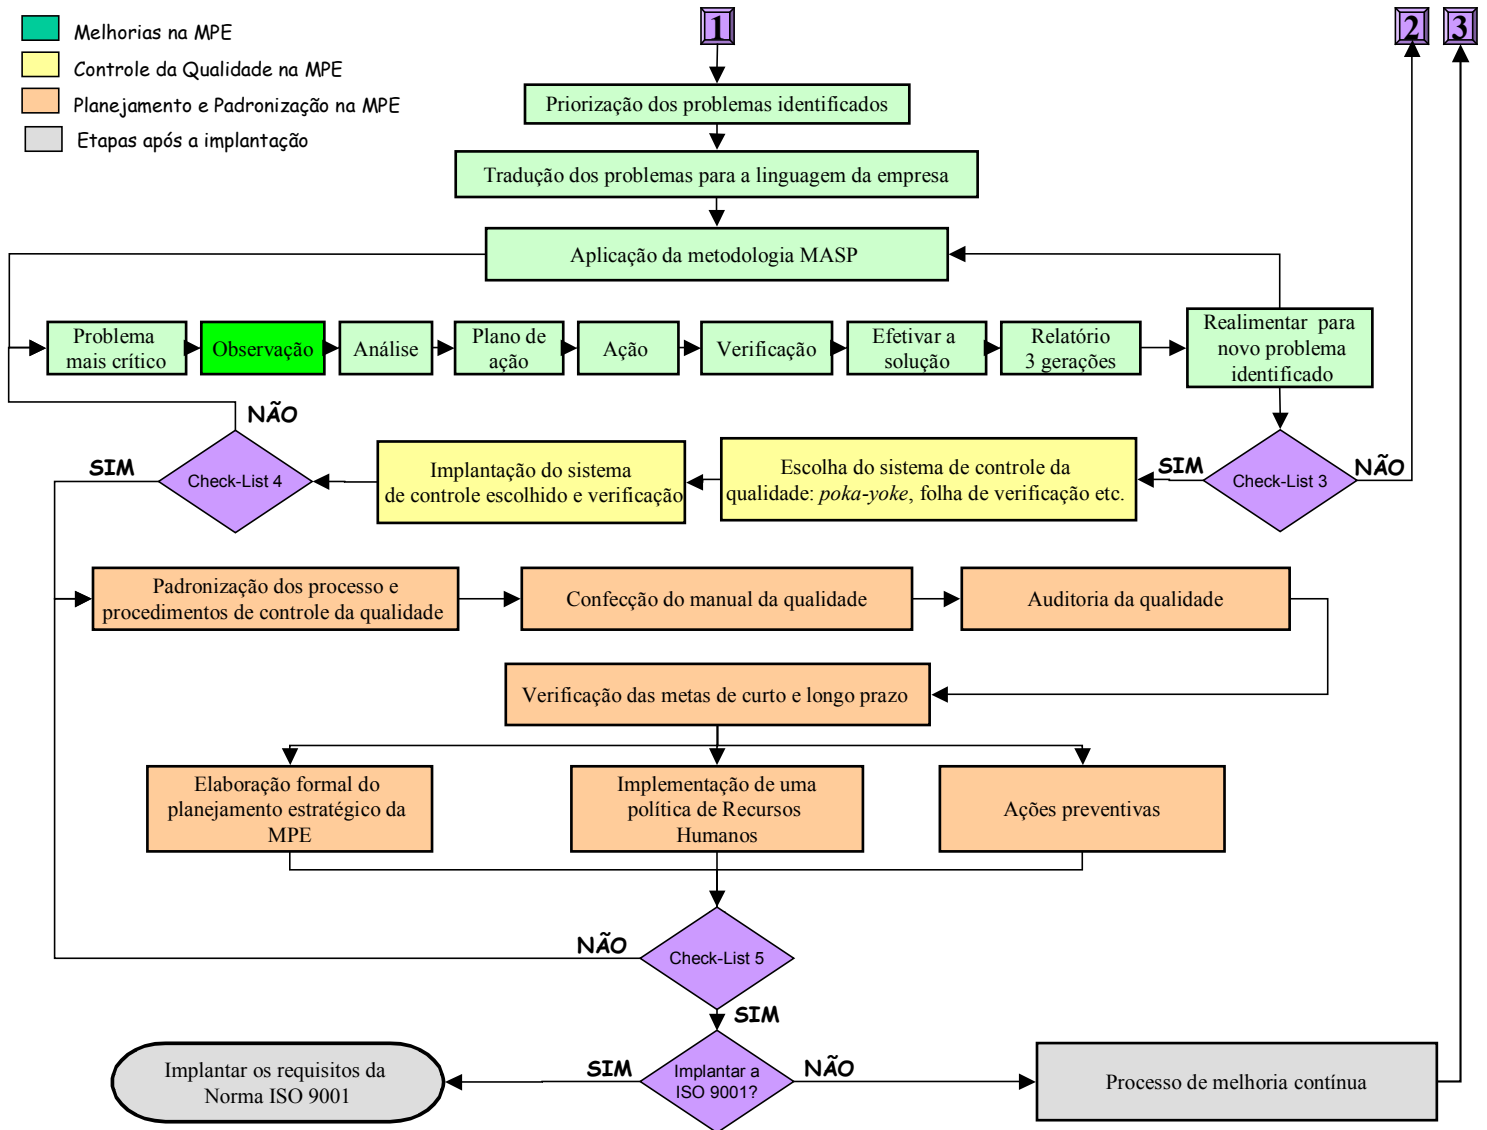 Melhorias na MPE
Controle da Qualidade na MPE
Planejamento e Padronização na MPE
Etapas após a implantação
1
2
3
Priorização dos problemas identificados
Tradução dos problemas para a linguagem da empresa
Aplicação da metodologia MASP
Problema
mais crítico
Observação
Análise
Plano de
ação
Ação
Verificação
Efetivar a
solução
Relatório
3 gerações
Realimentar para
novo problema
identificado
NÃO
SIM
Check-List 4
Implantação do sistema
de controle escolhido e verificação
Escolha do sistema de controle da
qualidade: poka-yoke, folha de verificação etc.
SIM
Check-List 3
NÃO
Padronização dos processo e
procedimentos de controle da qualidade
Confecção do manual da qualidade
Auditoria da qualidade
Verificação das metas de curto e longo prazo
Elaboração formal do
planejamento estratégico da
MPE
Implementação de uma
política de Recursos
Humanos
Ações preventivas
NÃO
Check-List 5
SIM
Implantar os requisitos da
Norma ISO 9001
SIM
Implantar a
ISO 9001?
NÃO
Processo de melhoria contínua